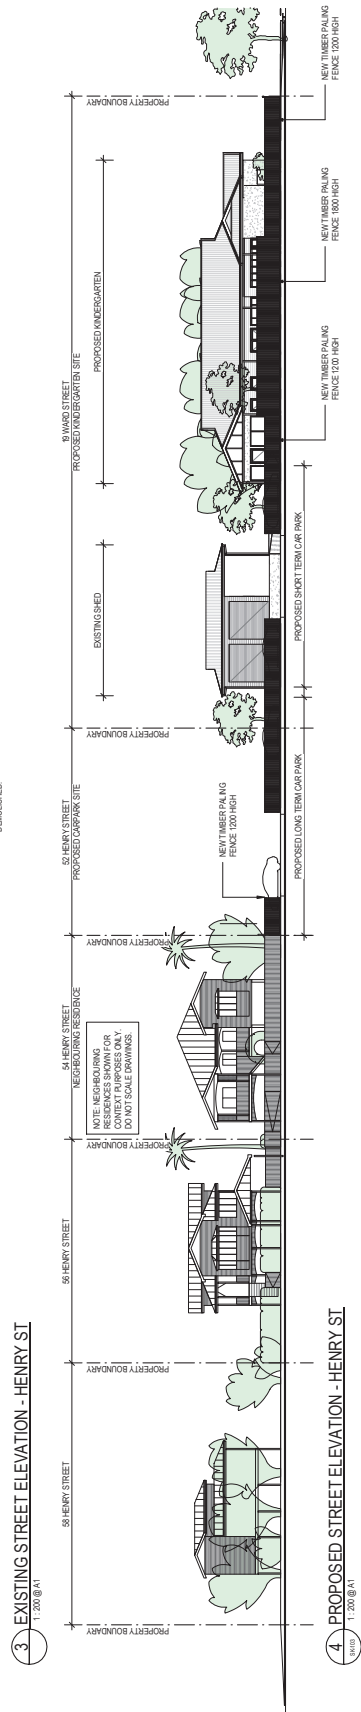 DEMOLISHED.
3 EXISTING STREET ELEVATION - HENRY ST
1 : 200 @ A1
58 HENRY STREET
56 HENRY STREET
54 HENRY STREET
NEIGHBOURING RESIDENCE
52 HENRY STREET
PROPOSED CARPARK SITE
19 WARD STREET
PROPOSED KINDERGARTEN SITE
EXISTING SHED
PROPOSED KINDERGARTEN
PROPERTY BOUNDARY
PROPERTY BOUNDARY
PROPERTY BOUNDARY
PROPERTY BOUNDARY
PROPERTY BOUNDARY
PROPERTY BOUNDARY
NOTE: NEIGHBOURING
RESIDENCES SHOWN FOR
CONTEXT PURPOSES ONLY.
DO NOT SCALE DRAWINGS.
NEW TIMBER PALING
FENCE 1200 HIGH
PROPOSED LONG TERM CAR PARK
PROPOSED SHORT TERM CAR PARK
NEW TIMBER PALING
FENCE 1200 HIGH
NEW TIMBER PALING
FENCE 1800 HIGH
NEW TIMBER PALING
FENCE 1200 HIGH
4 PROPOSED STREET ELEVATION - HENRY ST
SK103
1 : 200 @ A1